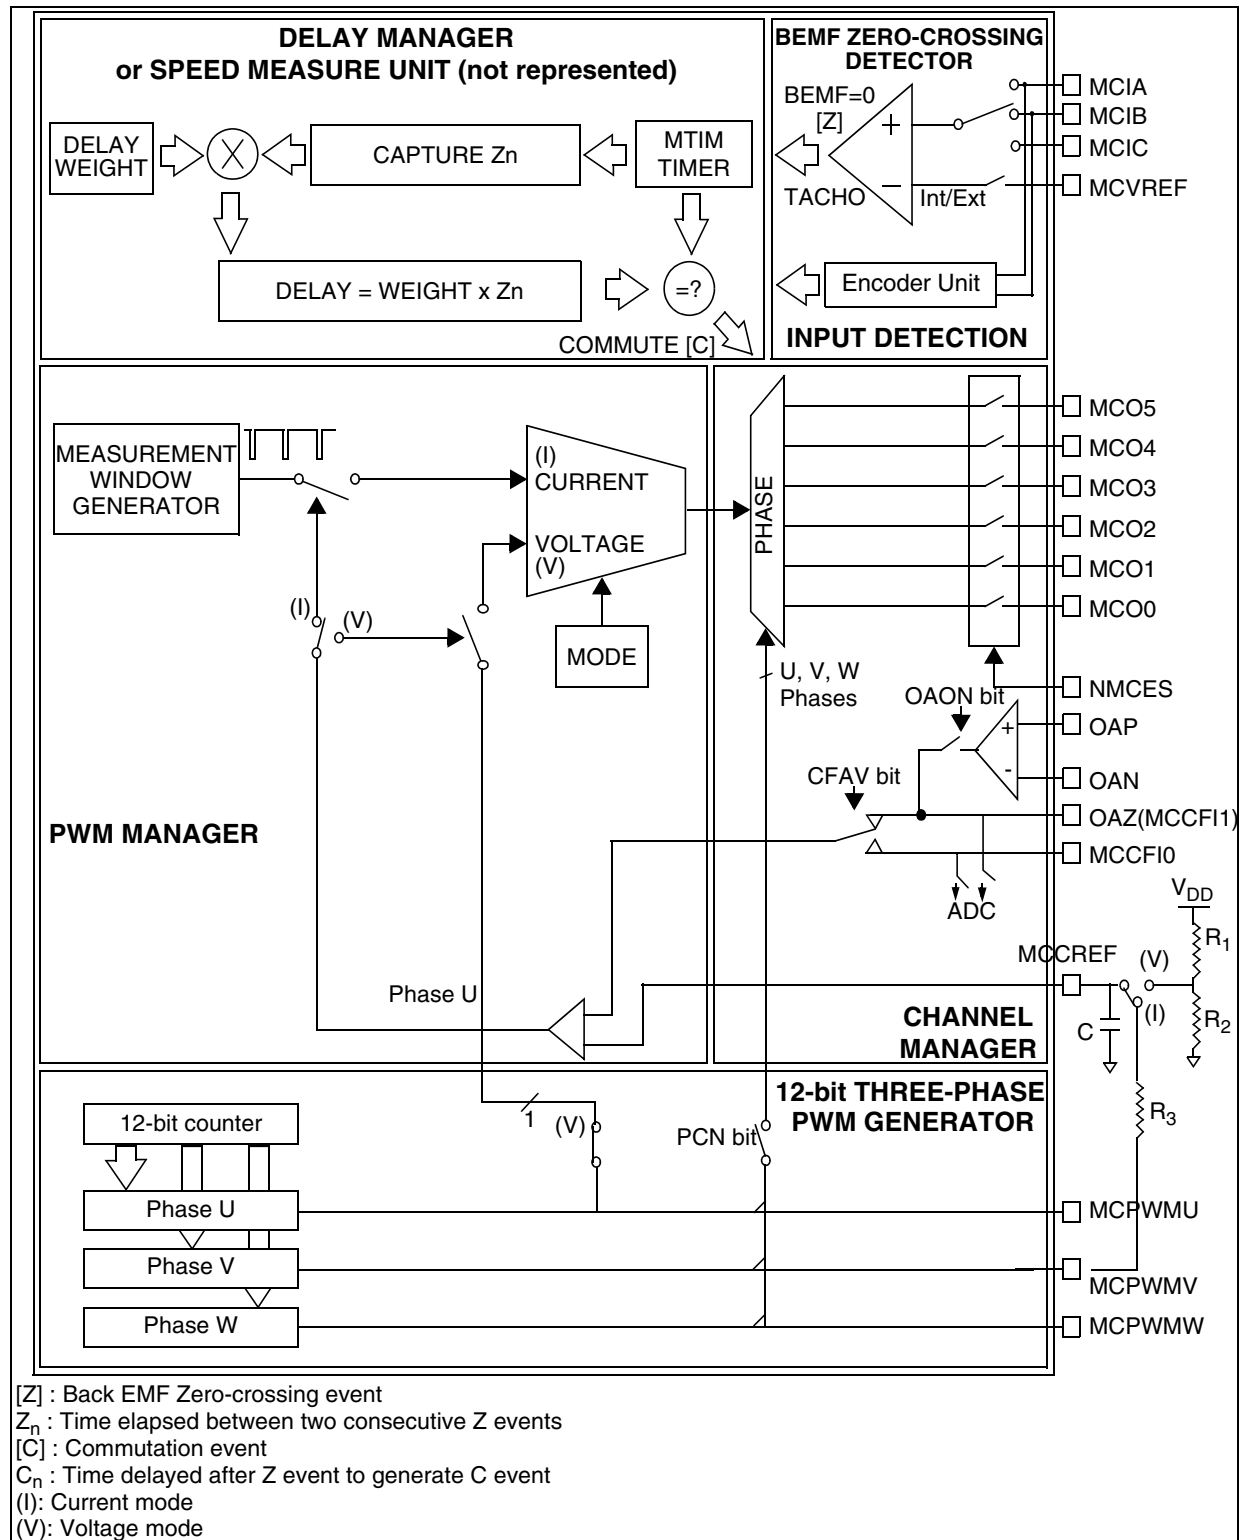 DELAY MANAGER
or SPEED MEASURE UNIT (not represented)
DELAY
WEIGHT
X
CAPTURE Zn
MTIM
TIMER
DELAY = WEIGHT x Zn
=?
COMMUTE [C]
BEMF ZERO-CROSSING
DETECTOR
BEMF=0
[Z]
+
−
TACHO
Int/Ext
Encoder Unit
INPUT DETECTION
MCIA
MCIB
MCIC
MCVREF
MEASUREMENT
WINDOW
GENERATOR
(I)
CURRENT
VOLTAGE
(V)
(I)
(V)
MODE
PWM MANAGER
Phase U
PHASE
U, V, W
Phases
OAON bit
+
-
CFAV bit
ADC
CHANNEL
MANAGER
MCO5
MCO4
MCO3
MCO2
MCO1
MCO0
NMCES
OAP
OAN
OAZ(MCCFI1)
MCCFI0
VDD
R1
MCCREF
(V)
(I)
C
R2
R3
12-bit THREE-PHASE
PWM GENERATOR
12-bit counter
1
(V)
PCN bit
Phase U
Phase V
Phase W
MCPWMU
MCPWMV
MCPWMW
[Z] : Back EMF Zero-crossing event
Zn : Time elapsed between two consecutive Z events
[C] : Commutation event
Cn : Time delayed after Z event to generate C event
(I): Current mode
(V): Voltage mode